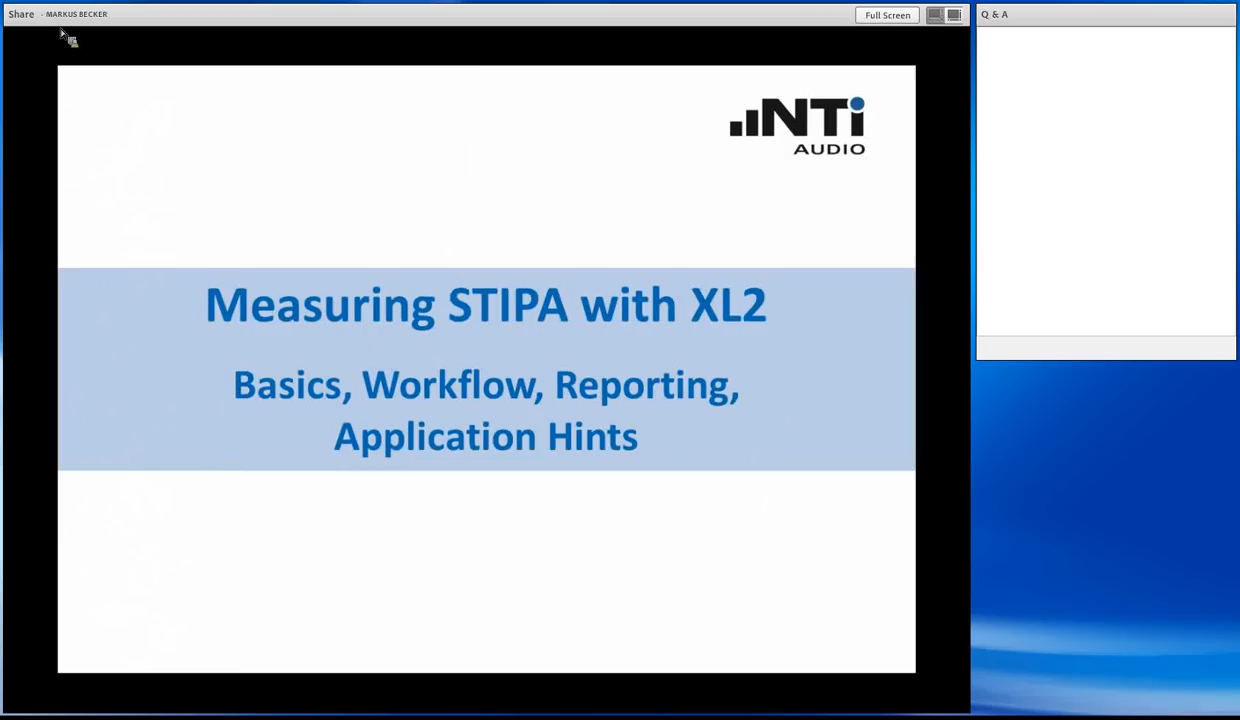 Share - MARKUS BECKER
Full Screen
Q & A
NTi
AUDIO
Measuring STIPA with XL2
Basics, Workflow, Reporting,
Application Hints